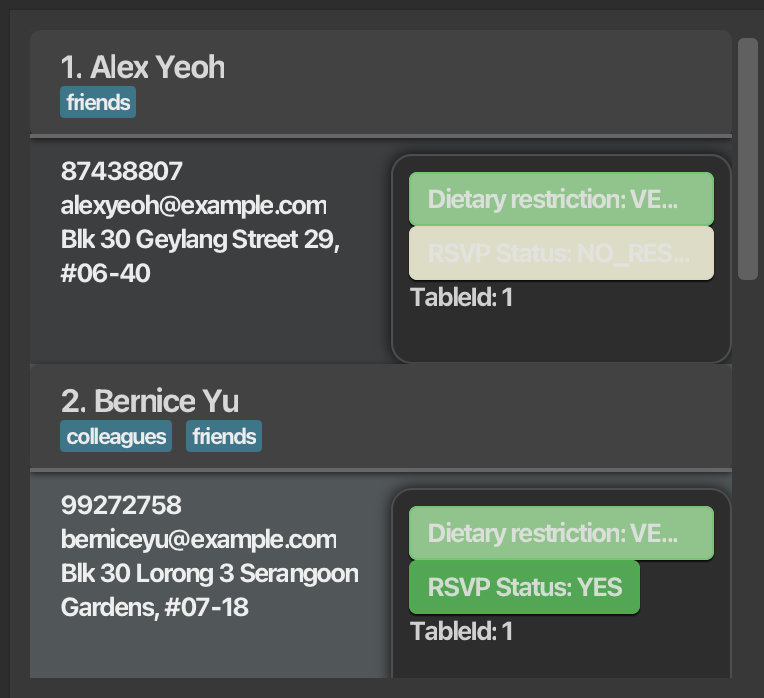 1. Alex Yeoh
friends
87438807
alexyeoh@example.com
Blk 30 Geylang Street 29,
#06-40
Dietary restriction: VE...
RSVP Status: NO_RES...
TableId: 1
2. Bernice Yu
colleagues friends
99272758
berniceyu@example.com
Blk 30 Lorong 3 Serangoon
Gardens, #07-18
Dietary restriction: VE...
RSVP Status: YES
TableId: 1